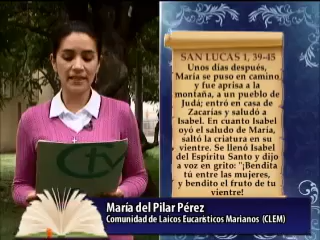 SAN LUCAS 1, 39-45
Unos días después,
María se puso en camino
y fue aprisa a la
montaña, a un pueblo de
Judá; entró en casa de
Zacarías y saludó a
Isabel. En cuanto Isabel
oyó el saludo de María,
saltó la criatura en su
vientre. Se llenó Isabel
del Espíritu Santo y dijo
a voz en grito: "¡Bendita
tú entre las mujeres,
y bendito el fruto de tu
vientre!
María del Pilar Pérez
Comunidad de Laicos Eucarísticos Marianos (CLEM)